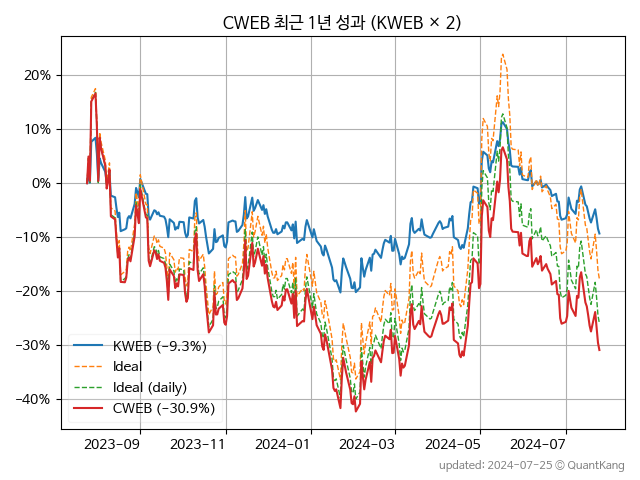 CWEB 최근 1년 성과 (KWEB × 2)
20%
10%
0%
−10%
−20%
−30%
−40%
KWEB (−9.3%)
Ideal
Ideal (daily)
CWEB (−30.9%)
2023−09
2023−11
2024−01
2024−03
2024−05
2024−07
updated: 2024−07−25 ⓒ QuantKang